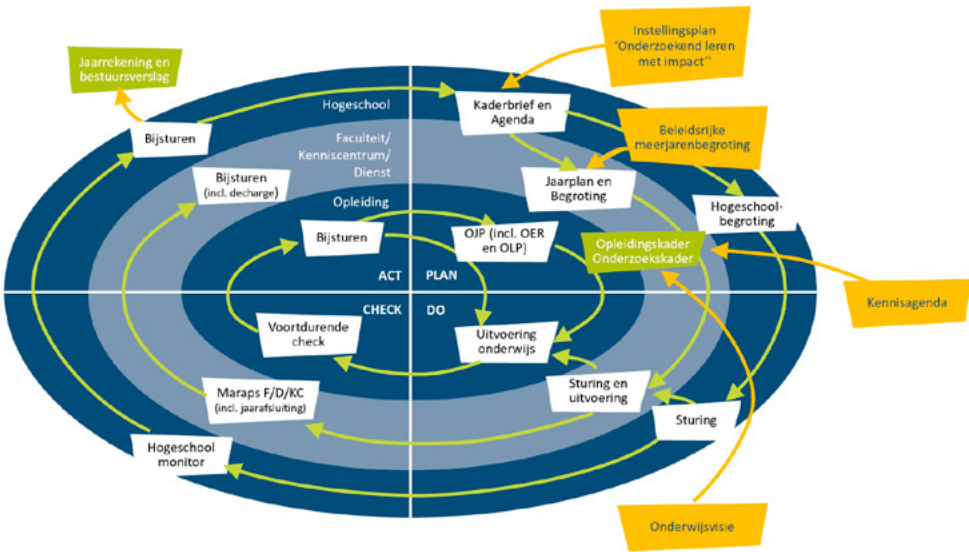 Instellingsplan
‘Onderzoekend leren
met impact’’
Jaarrekening en
bestuursverslag
Hogeschool
Kaderbrief en
Agenda
Bijsturen
Beleidsrijke
meerjarenbegroting
Faculteit/
Kenniscentrum/
Dienst
Bijsturen
(incl. decharge)
Jaarplan en
Begroting
Hogeschool-
begroting
Opleiding
Bijsturen
OJP (incl. OER
en OLP)
Opleidingskader
Onderzoekskader
ACT
PLAN
Kennisagenda
CHECK
DO
Voortdurende
check
Uitvoering
onderwijs
Maraps F/D/KC
(incl. jaarafsluiting)
Sturing en
uitvoering
Sturing
Hogeschool
monitor
Onderwijsvisie